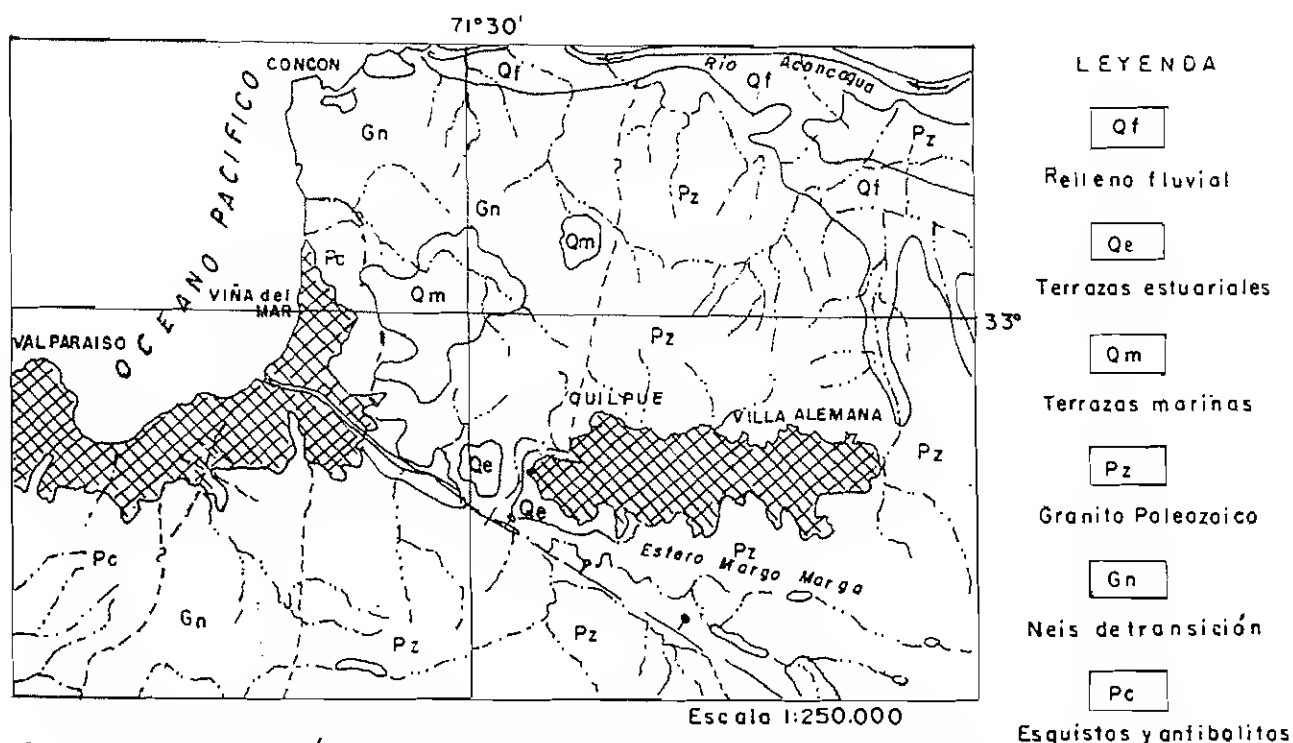 71°30'
CONCON
Qf
Río Aconcagua
Qf
Gn
Pz
Pz
Qf
Gn
Qm
OCEANO PACIFICO
Pc
Qm
VIÑA del
MAR
33°
VALPARAISO
Pz
QUILPUE
VILLA ALEMANA
Qe
Pz
Qe
Pz
Estero Margo Marga
Pc
Gn
Pz
Pz
Escala 1:250.000
LEYENDA
Qf
Relleno fluvial
Qe
Terrazas estuariales
Qm
Terrazas marinas
Pz
Granito Paleozoico
Gn
Neis de transición
Pc
Esquistos y anfibolitas